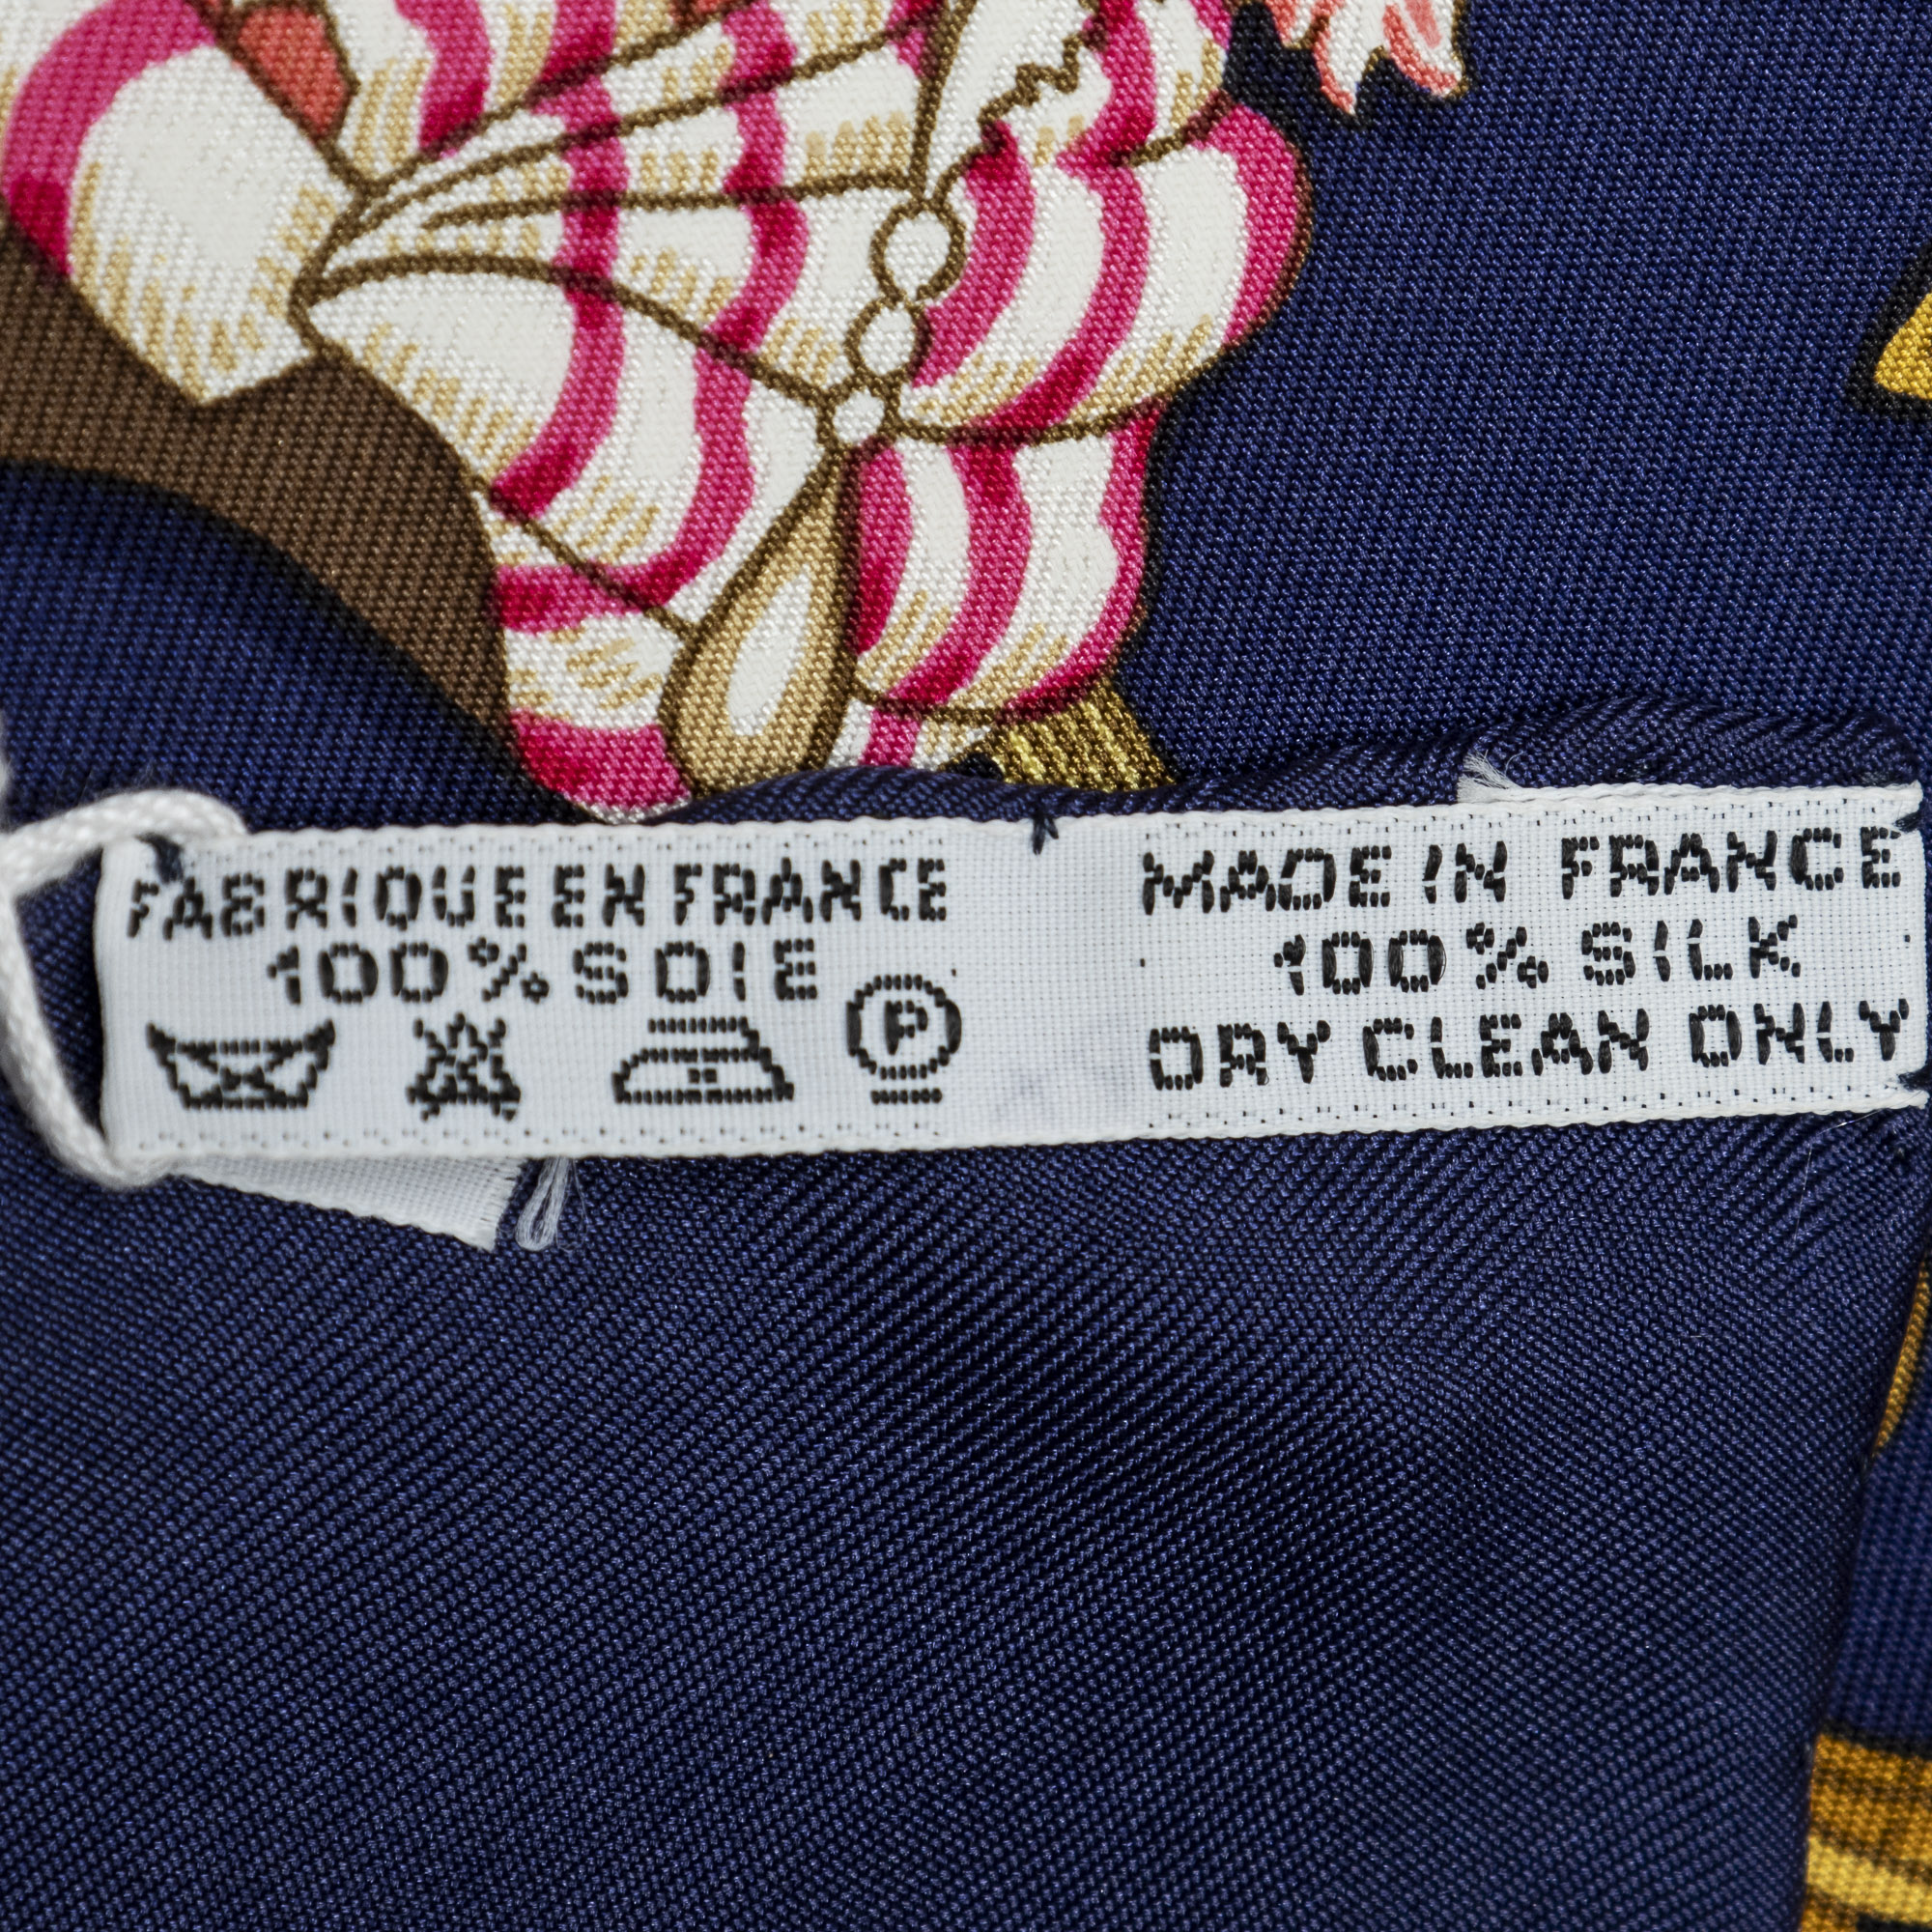 FABRIQUE EN FRANCE
100% SOIE
P
MADE IN FRANCE
100% SILK
DRY CLEAN ONLY